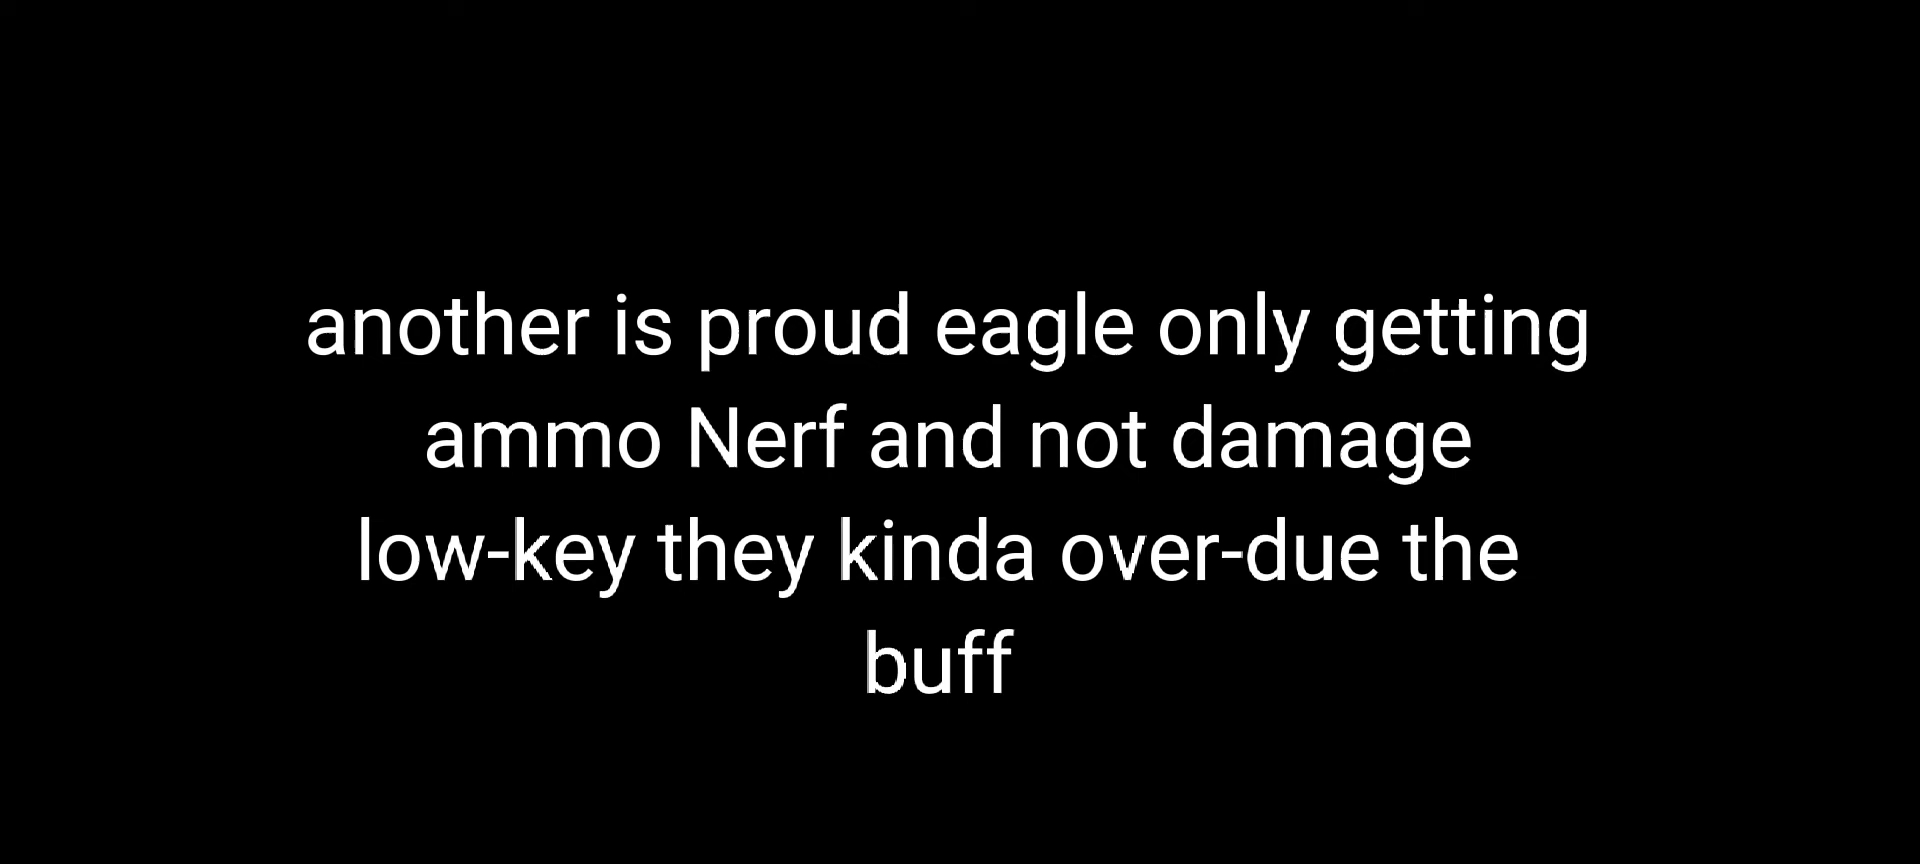 another is proud eagle only getting
ammo Nerf and not damage
low-key they kinda over-due the
buff